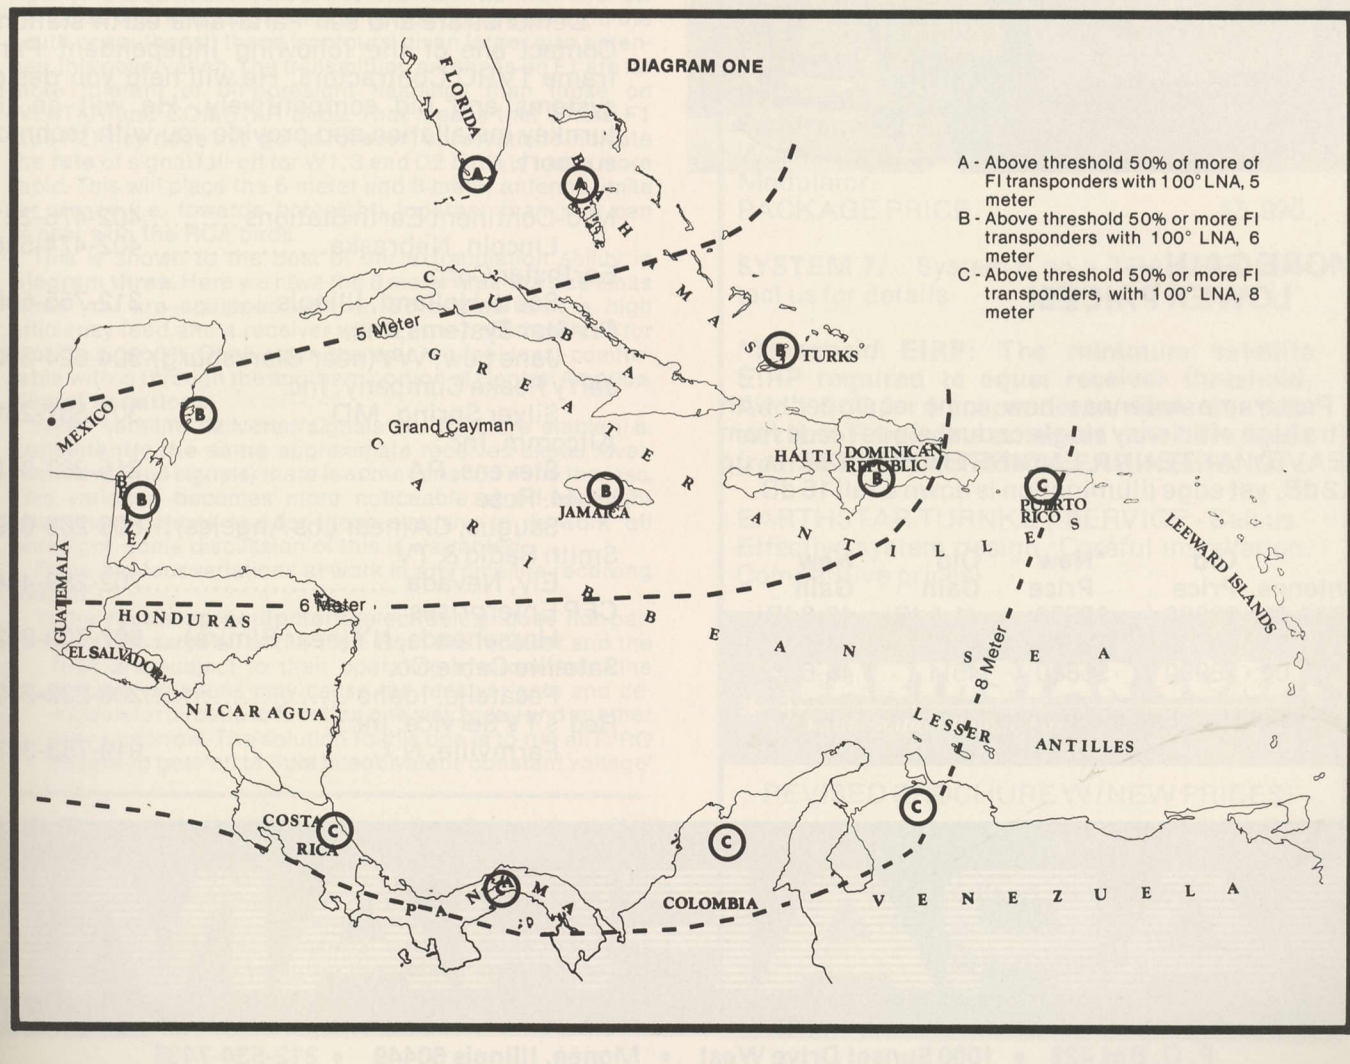 DIAGRAM ONE
FLORIDA
A
A
BAHAMAS
A - Above threshold 50% of more of
FI transponders with 100° LNA, 5
meter
B - Above threshold 50% or more FI
transponders with 100° LNA, 6
meter
C - Above threshold 50% or more FI
transponders, with 100° LNA, 8
meter
CUBA
5 Meter
B
TURKS
MEXICO
B
GREATER
Grand Cayman
HAITI
DOMINICAN
REPUBLIC
B
BELIZE
B
B
JAMAICA
C
PUERTO
RICO
ANTILLES
LEEWARD ISLANDS
CARIBBEAN SEA
GUATEMALA
6 Meter
HONDURAS
EL SALVADOR
8 Meter
NICARAGUA
LESSER
ANTILLES
COSTA
RICA
C
C
C
PANAMA
C
COLOMBIA
VENEZUELA